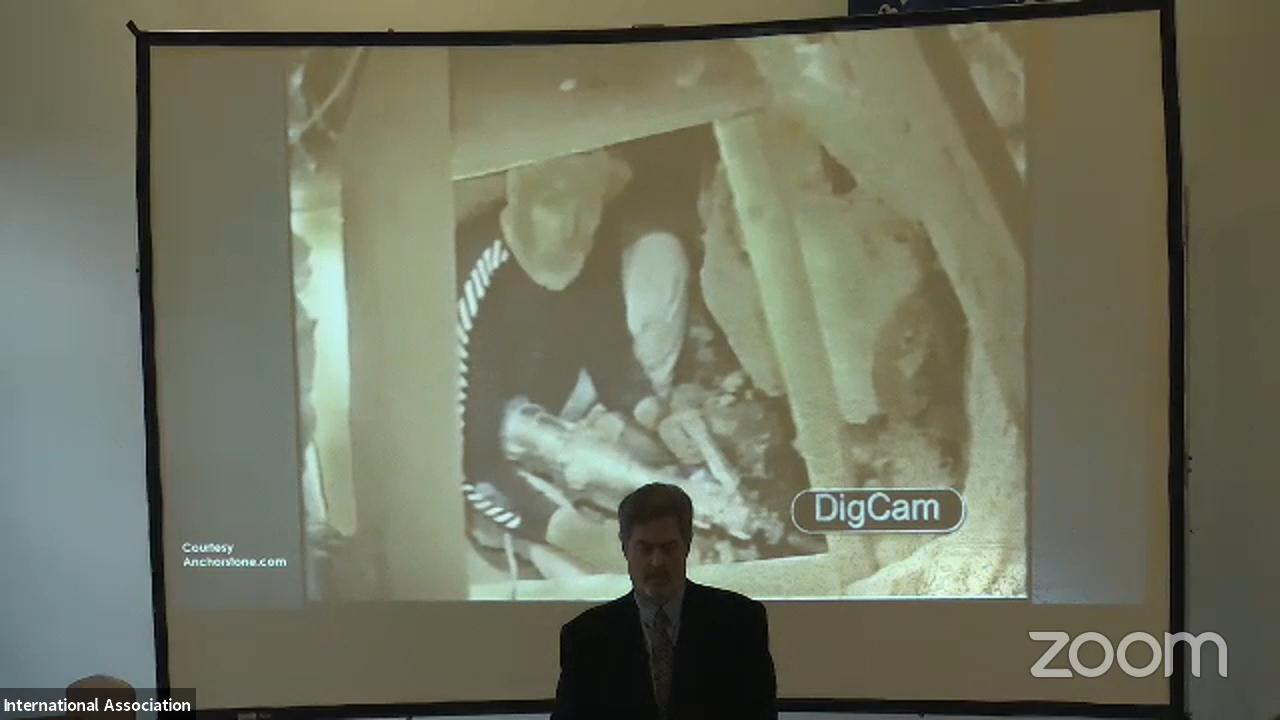 DigCam
Courtesy
Anchorstone.com
zoom
International Association